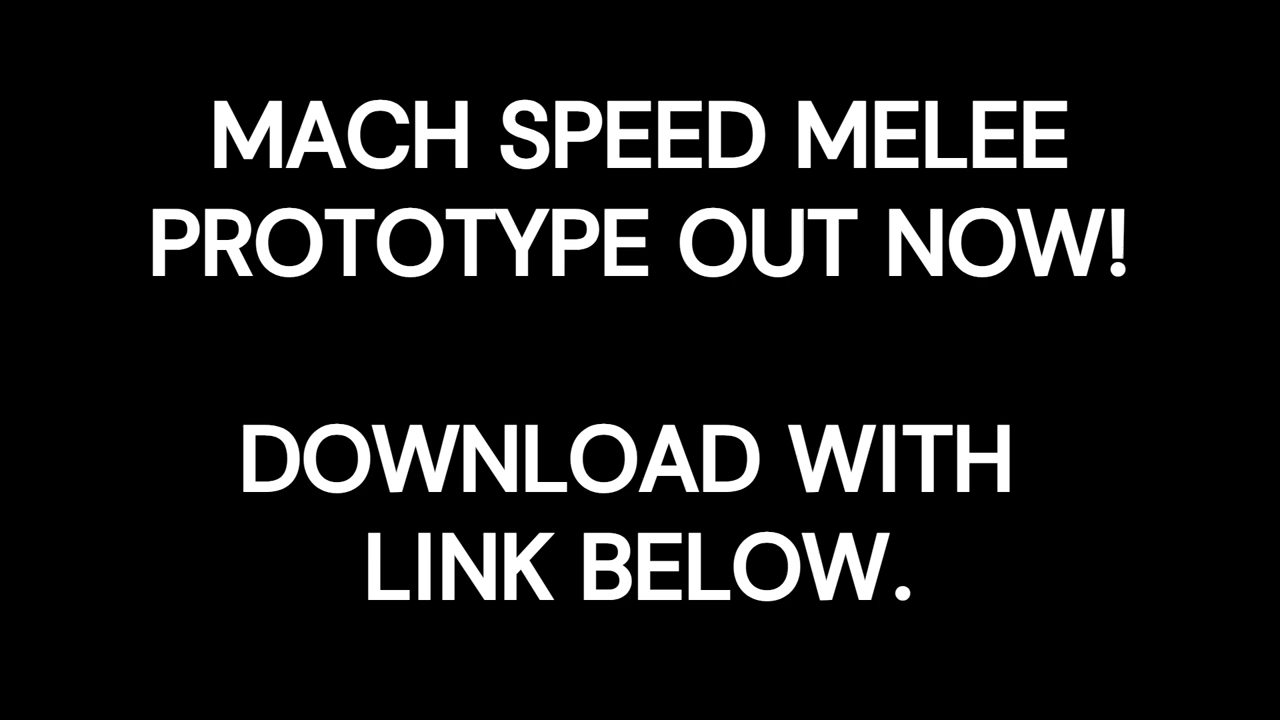 MACH SPEED MELEE
PROTOTYPE OUT NOW!
DOWNLOAD WITH
LINK BELOW.